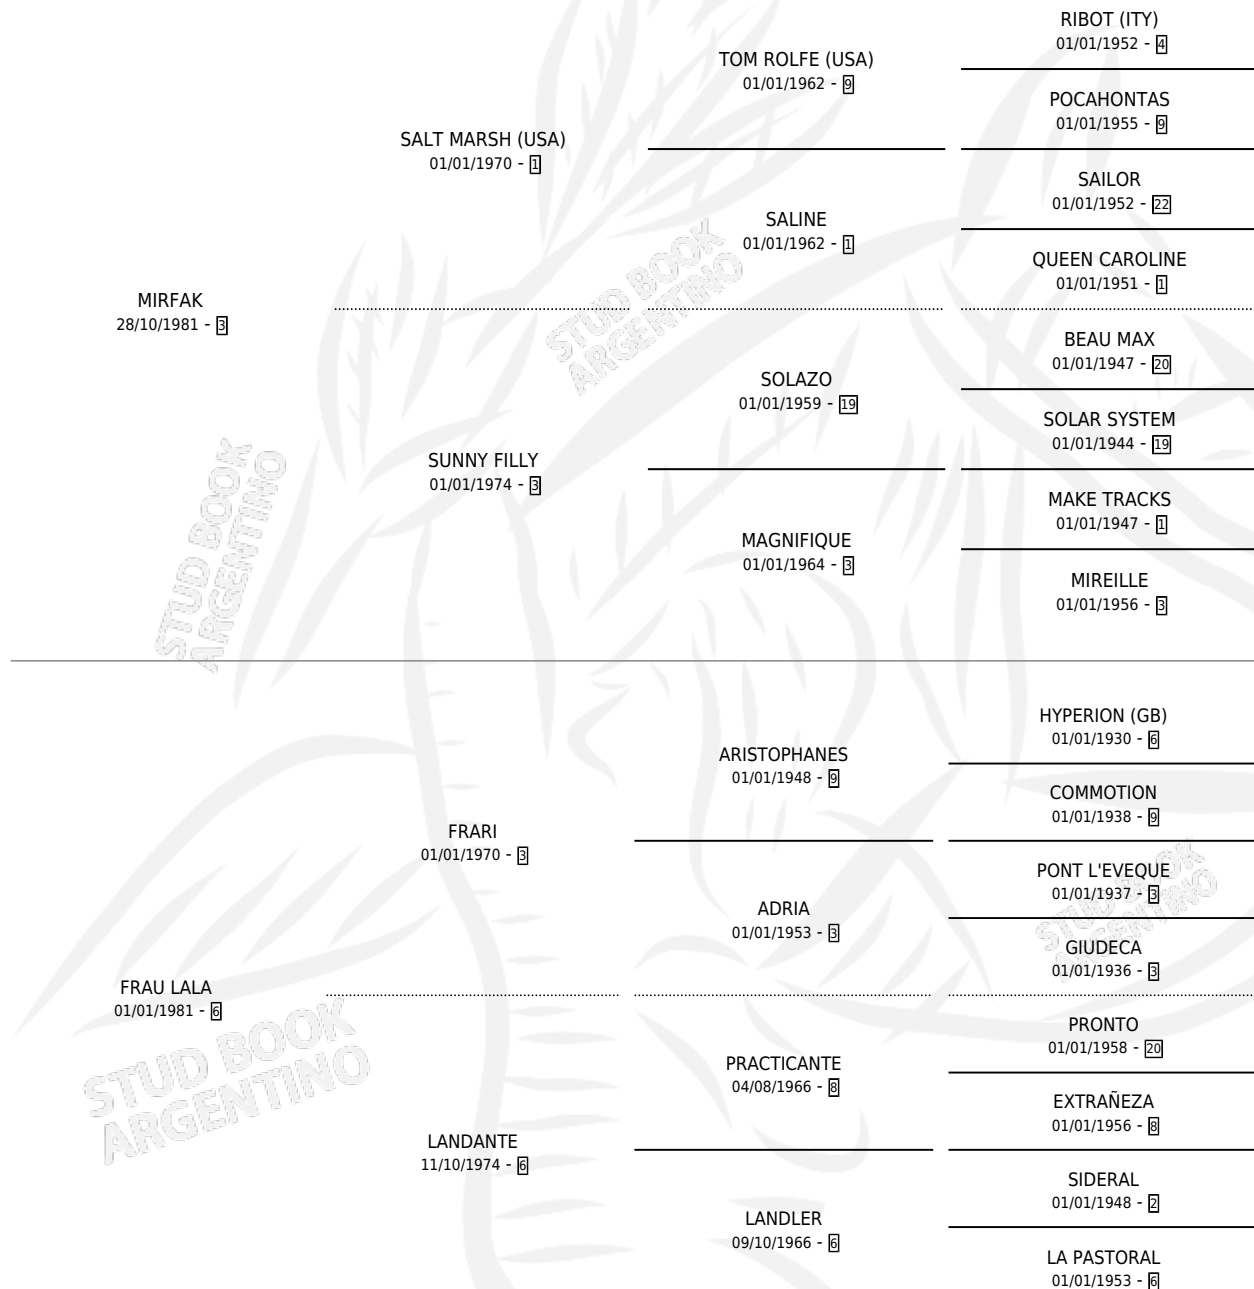 RIBOT (ITY)
01/01/1952 - 4
TOM ROLFE (USA)
01/01/1962 - 9
POCAHONTAS
01/01/1955 - 9
SALT MARSH (USA)
01/01/1970 - 1
SAILOR
01/01/1952 - 22
SALINE
01/01/1962 - 1
QUEEN CAROLINE
01/01/1951 - 1
MIRFAK
28/10/1981 - 3
BEAU MAX
01/01/1947 - 20
SOLAZO
01/01/1959 - 19
SOLAR SYSTEM
01/01/1944 - 19
SUNNY FILLY
01/01/1974 - 3
MAKE TRACKS
01/01/1947 - 1
MAGNIFIQUE
01/01/1964 - 3
MIREILLE
01/01/1956 - 3
HYPERION (GB)
01/01/1930 - 6
ARISTOPHANES
01/01/1948 - 9
COMMOTION
01/01/1938 - 9
FRARI
01/01/1970 - 3
PONT L'EVEQUE
01/01/1937 - 3
ADRIA
01/01/1953 - 3
GIUDECA
01/01/1936 - 3
FRAU LALA
01/01/1981 - 6
PRONTO
01/01/1958 - 20
PRACTICANTE
04/08/1966 - 8
EXTRAÑEZA
01/01/1956 - 8
LANDANTE
11/10/1974 - 6
SIDERAL
01/01/1948 - 2
LANDLER
09/10/1966 - 6
LA PASTORAL
01/01/1953 - 6
STUD BOOK
ARGENTINO
STUD BOOK
ARGENTINO
STUD BOOK
ARGENTINO
STUD BOOK
ARGENTINO